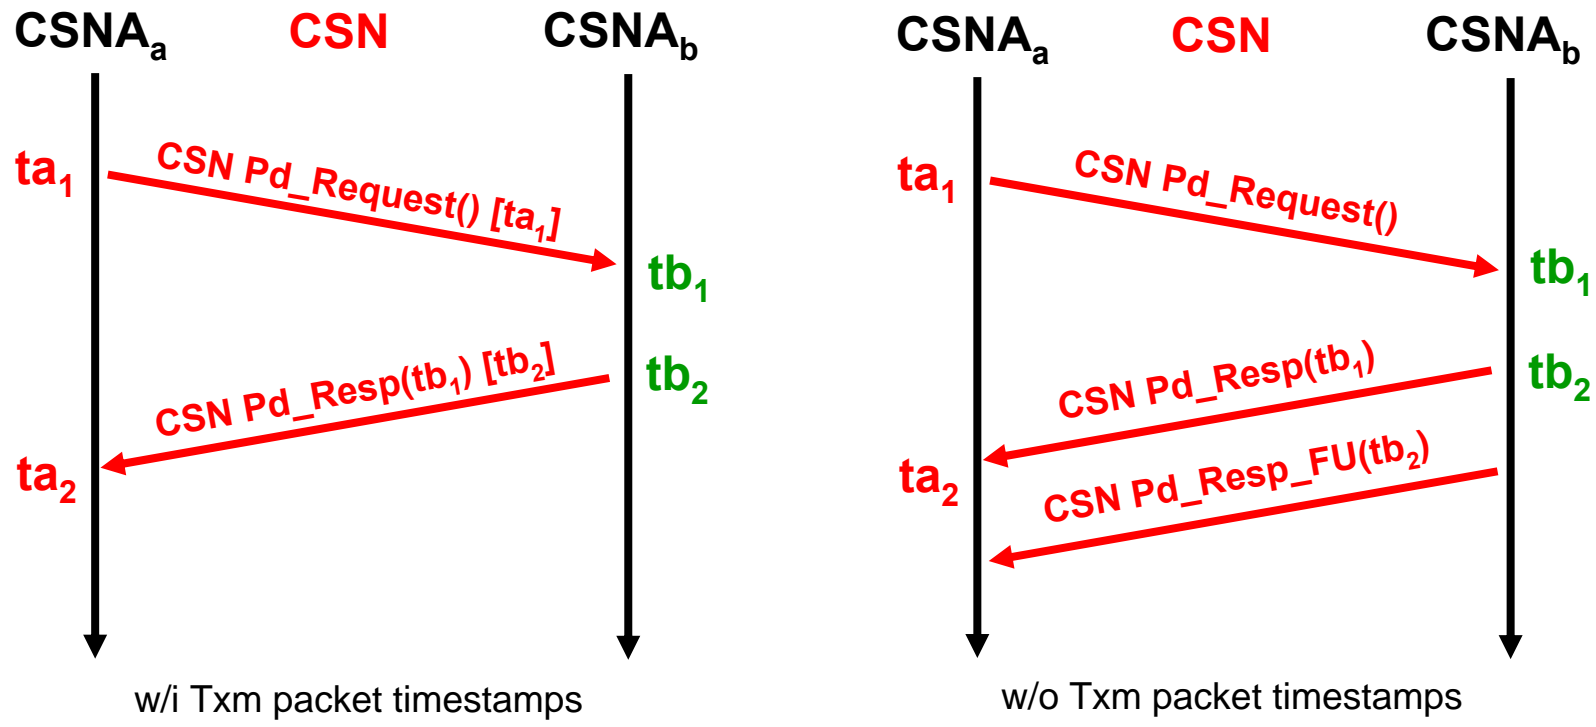 CSNAa CSN CSNAb
ta1
CSN Pd_Request() [ta1]
tb1
CSN Pd_Resp(tb1) [tb2]
tb2
ta2
w/i Txm packet timestamps
CSNAa CSN CSNAb
ta1
CSN Pd_Request()
tb1
CSN Pd_Resp(tb1)
tb2
ta2
CSN Pd_Resp_FU(tb2)
w/o Txm packet timestamps